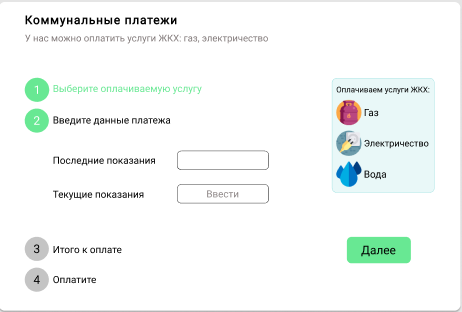 Коммунальные платежи
У нас можно оплатить услуги ЖКХ: газ, электричество
1 Выберите оплачиваемую услугу
2 Введите данные платежа
Последние показания
Текущие показания Ввести
3 Итого к оплате
4 Оплатите
Оплачиваем услуги ЖКХ:
Газ
Электричество
Вода
Далее